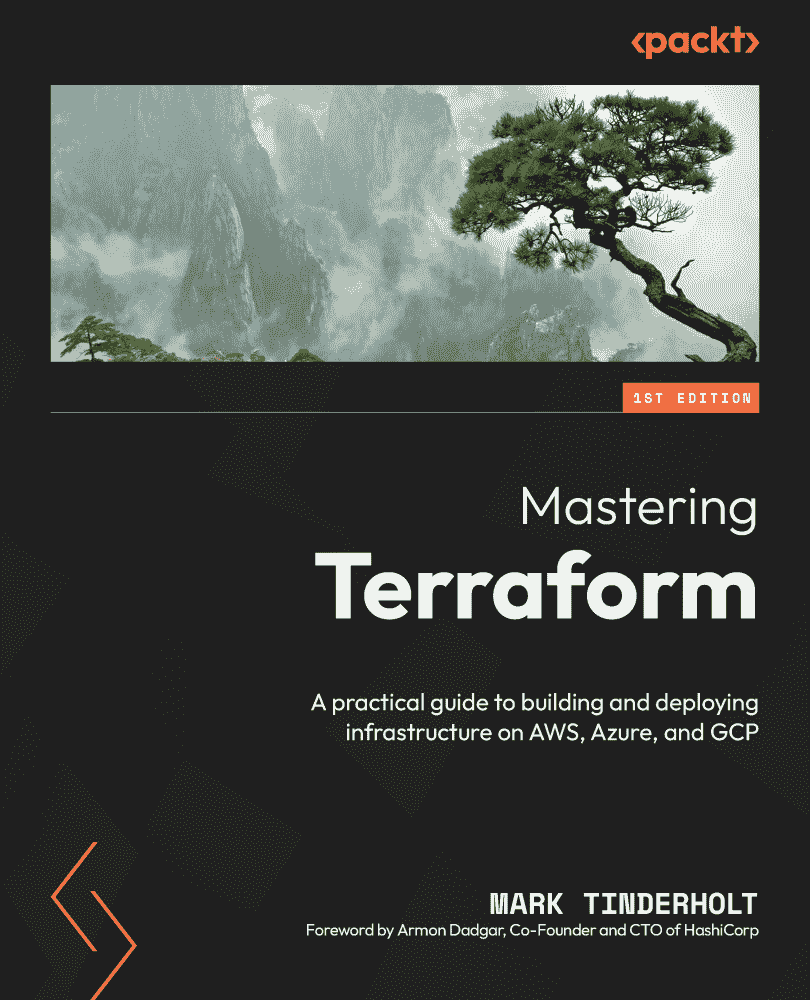 <packt>
1ST EDITION
Mastering
Terraform
A practical guide to building and deploying
infrastructure on AWS, Azure, and GCP
MARK TINDERHOLT
Foreword by Armon Dadgar, Co-Founder and CTO of HashiCorp